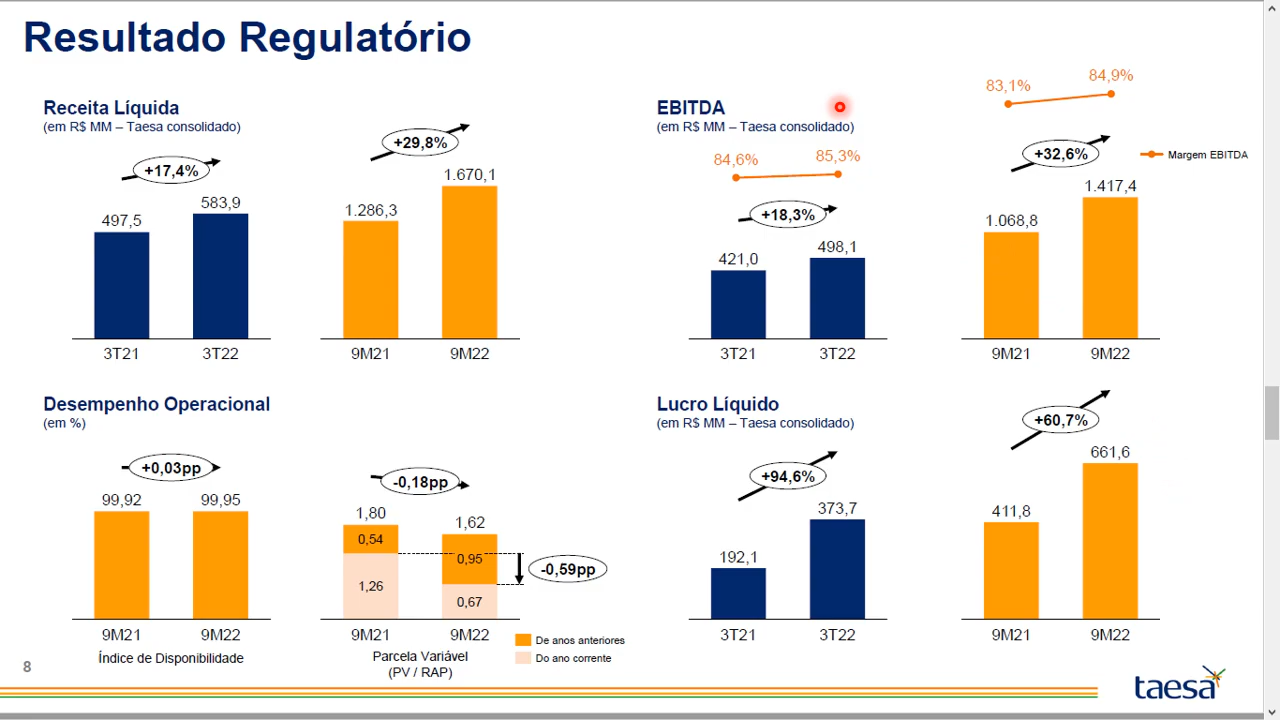 Resultado Regulatório
Receita Líquida
(em R$ MM – Taesa consolidado)
+17,4%
497,5
583,9
3T21
3T22
+29,8%
1.286,3
1.670,1
9M21
9M22
EBITDA
(em R$ MM – Taesa consolidado)
84,6%
85,3%
+18,3%
421,0
498,1
3T21
3T22
83,1%
84,9%
+32,6%
Margem EBITDA
1.068,8
1.417,4
9M21
9M22
Desempenho Operacional
(em %)
+0,03pp
99,92
99,95
9M21
9M22
Índice de Disponibilidade
-0,18pp
1,80
1,62
0,54
0,95
1,26
0,67
-0,59pp
9M21
9M22
Parcela Variável
(PV / RAP)
De anos anteriores
Do ano corrente
Lucro Líquido
(em R$ MM – Taesa consolidado)
+94,6%
192,1
373,7
3T21
3T22
+60,7%
411,8
661,6
9M21
9M22
8
taesa